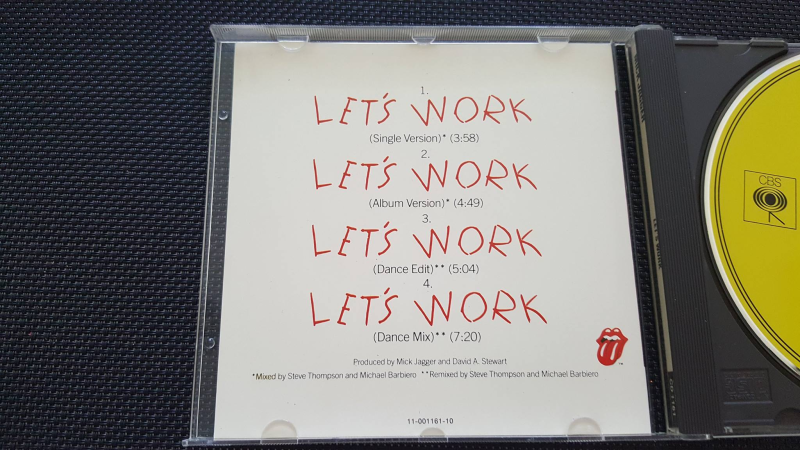 1.
LET'S WORK
(Single Version)* (3:58)
2.
LET'S WORK
(Album Version)* (4:49)
3.
LET'S WORK
(Dance Edit)** (5:04)
4.
LET'S WORK
(Dance Mix)** (7:20)
Produced by Mick Jagger and David A. Stewart
*Mixed by Steve Thompson and Michael Barbiero **Remixed by Steve Thompson and Michael Barbiero
TM
11-001161-10
CBS